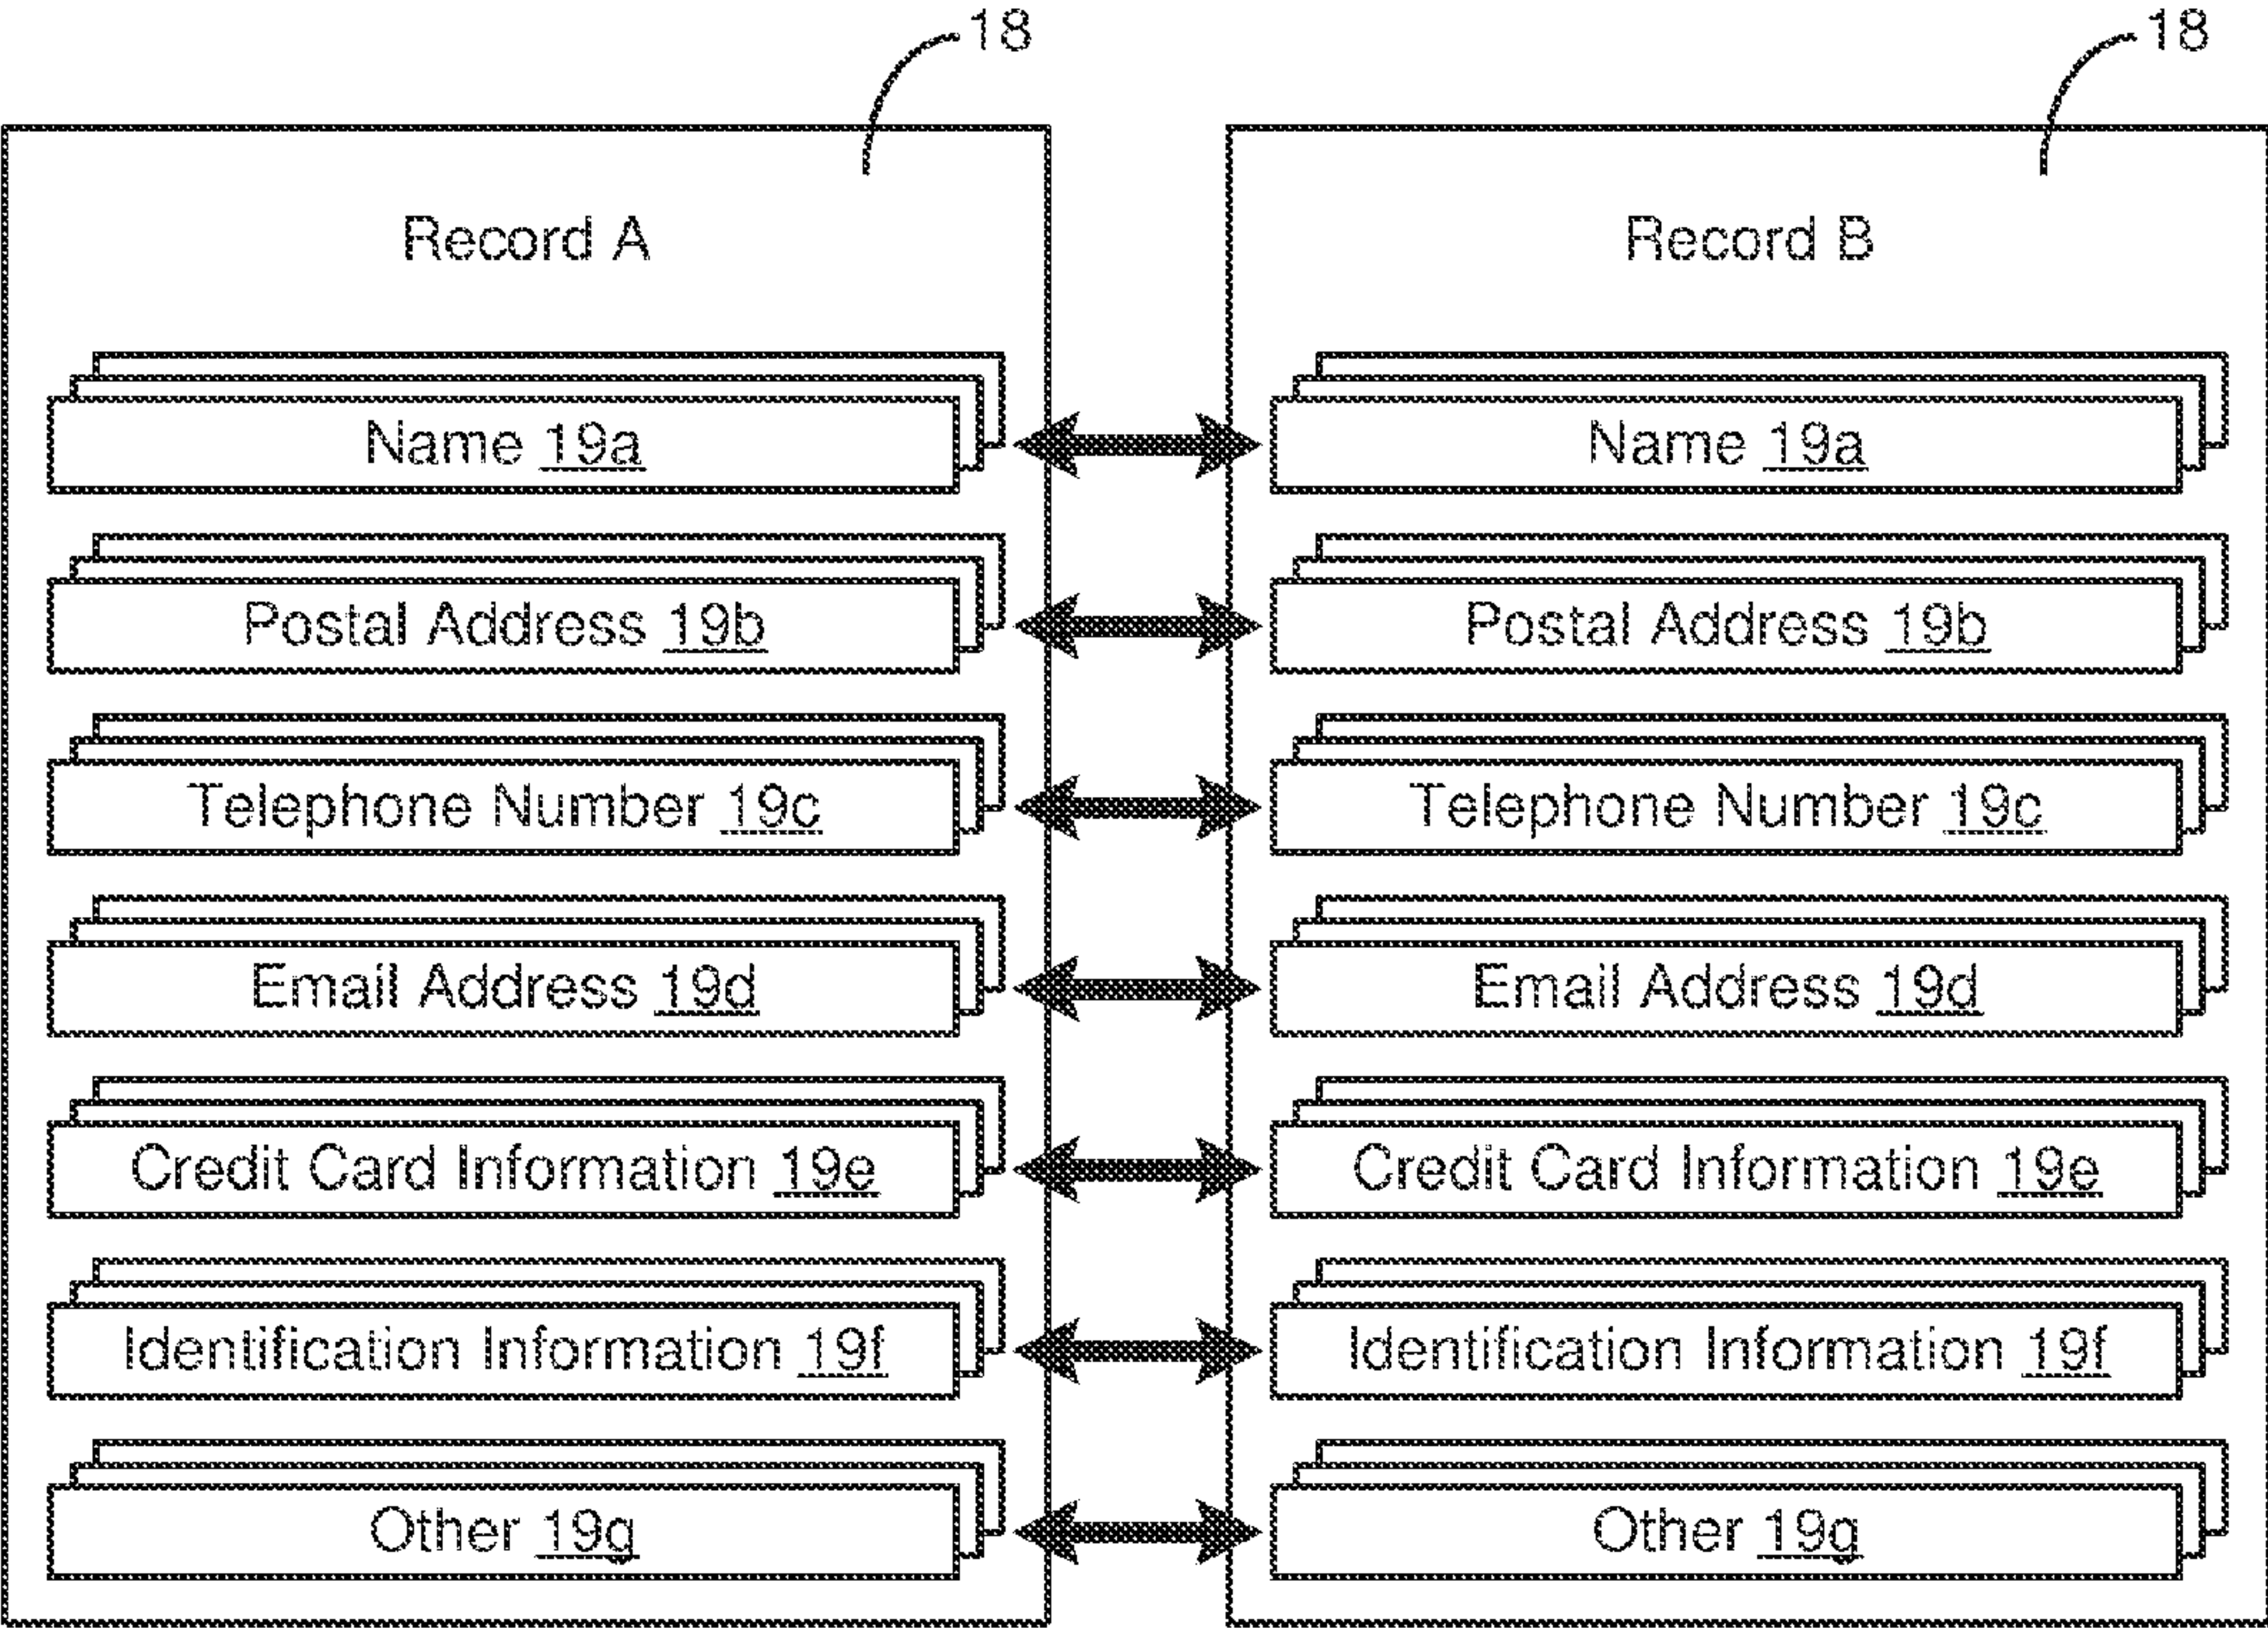 18
18
Record A
Record B
Name 19a
Name 19a
Postal Address 19b
Postal Address 19b
Telephone Number 19c
Telephone Number 19c
Email Address 19d
Email Address 19d
Credit Card Information 19e
Credit Card Information 19e
Identification Information 19f
Identification Information 19f
Other 19g
Other 19g